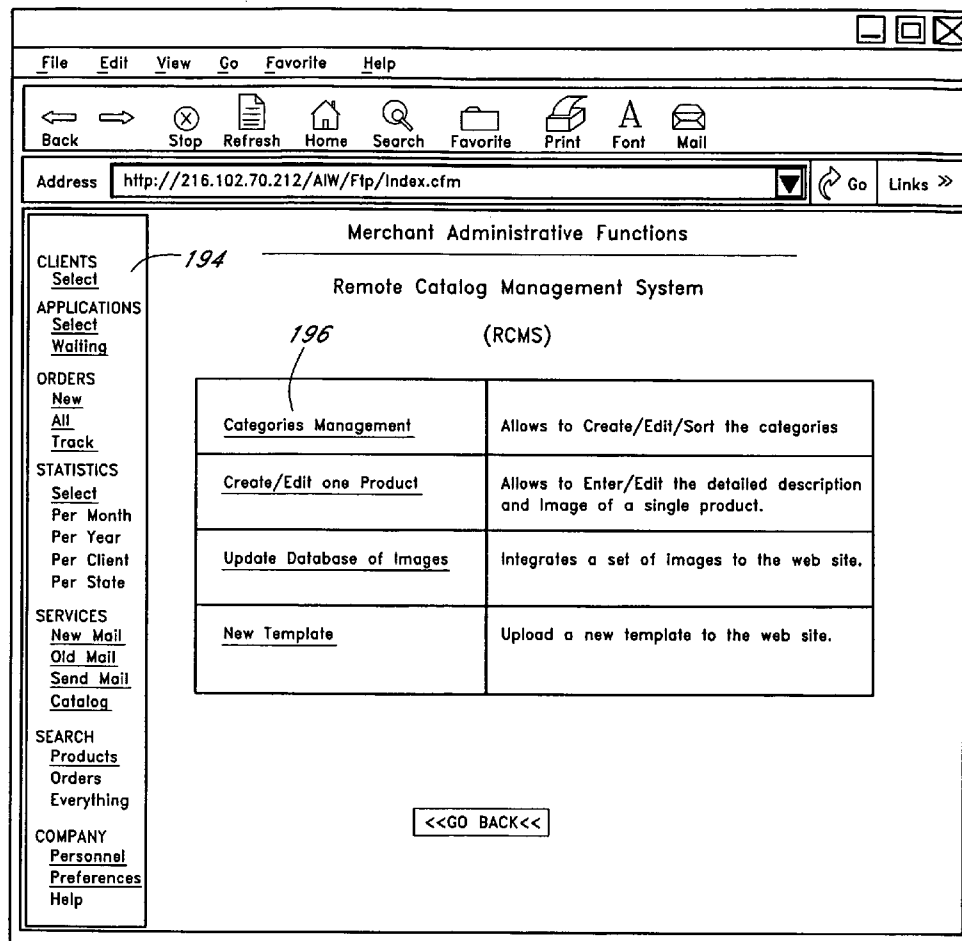 File Edit View Go Favorite Help
Back Stop Refresh Home Search Favorite Print Font Mail
A
Address http://216.102.70.212/AIW/Ftp/Index.cfm Go Links >>
Merchant Administrative Functions
Remote Catalog Management System
(RCMS)
194
196
CLIENTS
Select
APPLICATIONS
Select
Waiting
ORDERS
New
All
Track
STATISTICS
Select
Per Month
Per Year
Per Client
Per State
SERVICES
New Mail
Old Mail
Send Mail
Catalog
SEARCH
Products
Orders
Everything
COMPANY
Personnel
Preferences
Help
Categories Management
Allows to Create/Edit/Sort the categories
Create/Edit one Product
Allows to Enter/Edit the detailed description
and Image of a single product.
Update Database of Images
Integrates a set of images to the web site.
New Template
Upload a new template to the web site.
<<GO BACK<<